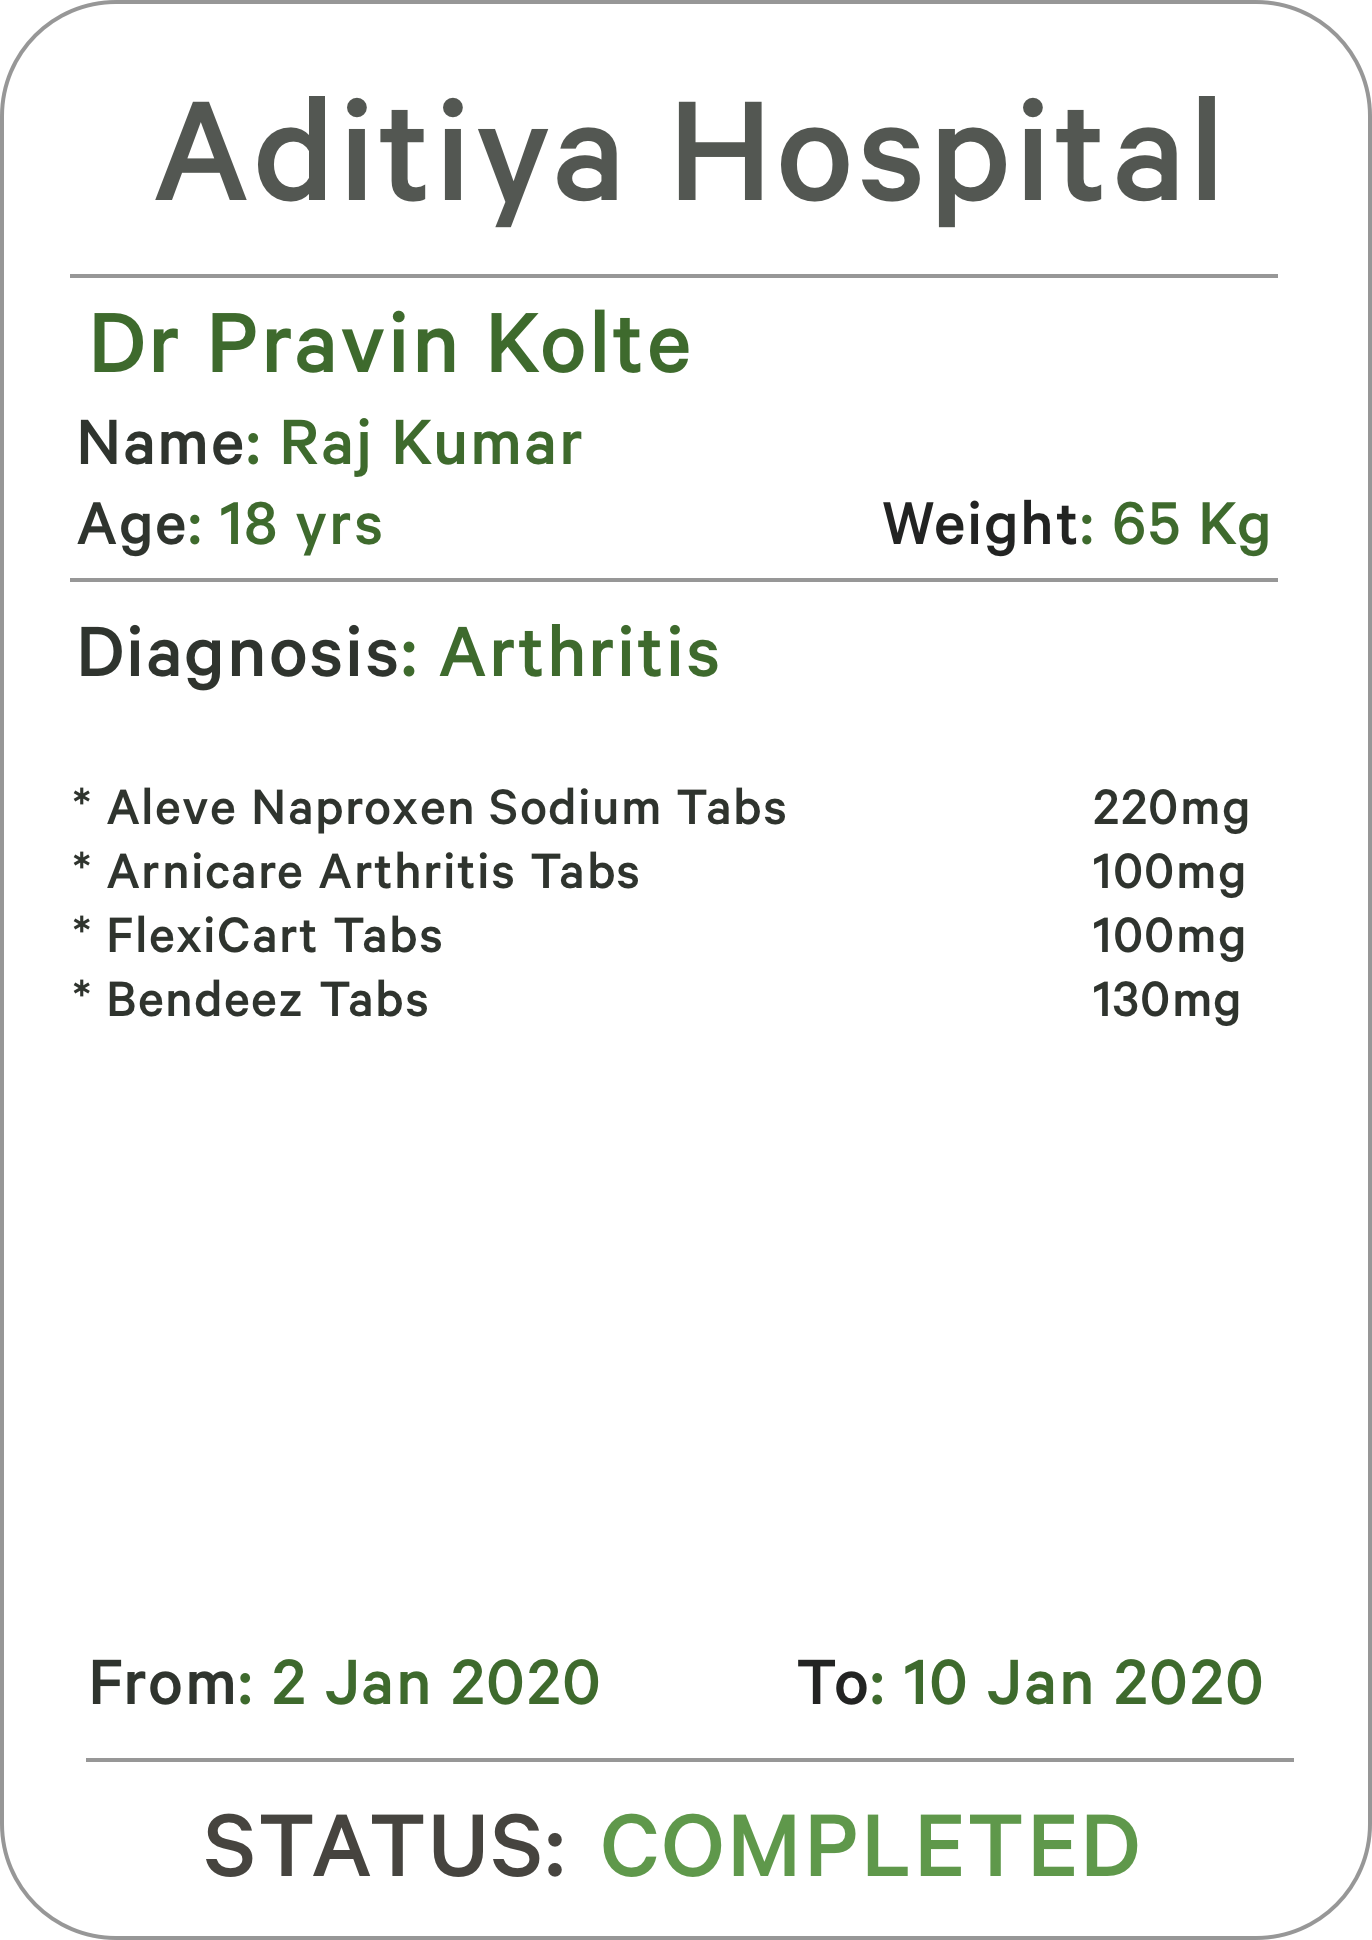 Aditiya Hospital
Dr Pravin Kolte
Name: Raj Kumar
Age: 18 yrs Weight: 65 Kg
Diagnosis: Arthritis
* Aleve Naproxen Sodium Tabs 220mg
* Arnicare Arthritis Tabs 100mg
* FlexiCart Tabs 100mg
* Bendeez Tabs 130mg
From: 2 Jan 2020 To: 10 Jan 2020
STATUS: COMPLETED